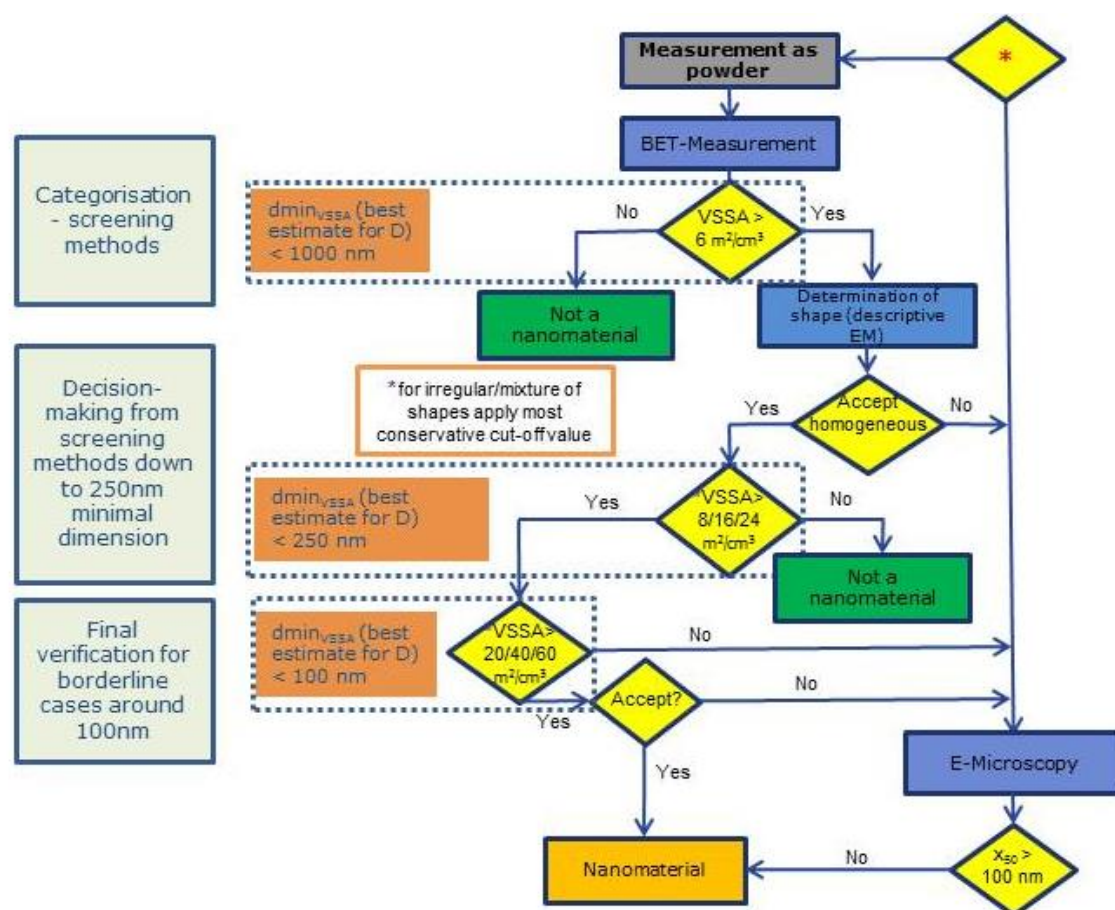 Measurement as
powder
*
BET-Measurement
Categorisation
- screening
methods
dmin_VSSA (best
estimate for D)
< 1000 nm
No
VSSA >
6 m²/cm³
Yes
Not a
nanomaterial
Determination of
shape (descriptive
EM)
*for irregular/mixture of
shapes apply most
conservative cut-off value
Decision-
making from
screening
methods down
to 250nm
minimal
dimension
Yes
Accept
homogeneous
No
dmin_VSSA (best
estimate for D)
< 250 nm
Yes
*VSSA>
8/16/24
m²/cm³
No
Not a
nanomaterial
Final
verification for
borderline
cases around
100nm
dmin_VSSA (best
estimate for D)
< 100 nm
VSSA>
20/40/60
m²/cm³
No
Yes
Accept?
No
Yes
E-Microscopy
Nanomaterial
No
x₅₀ >
100 nm